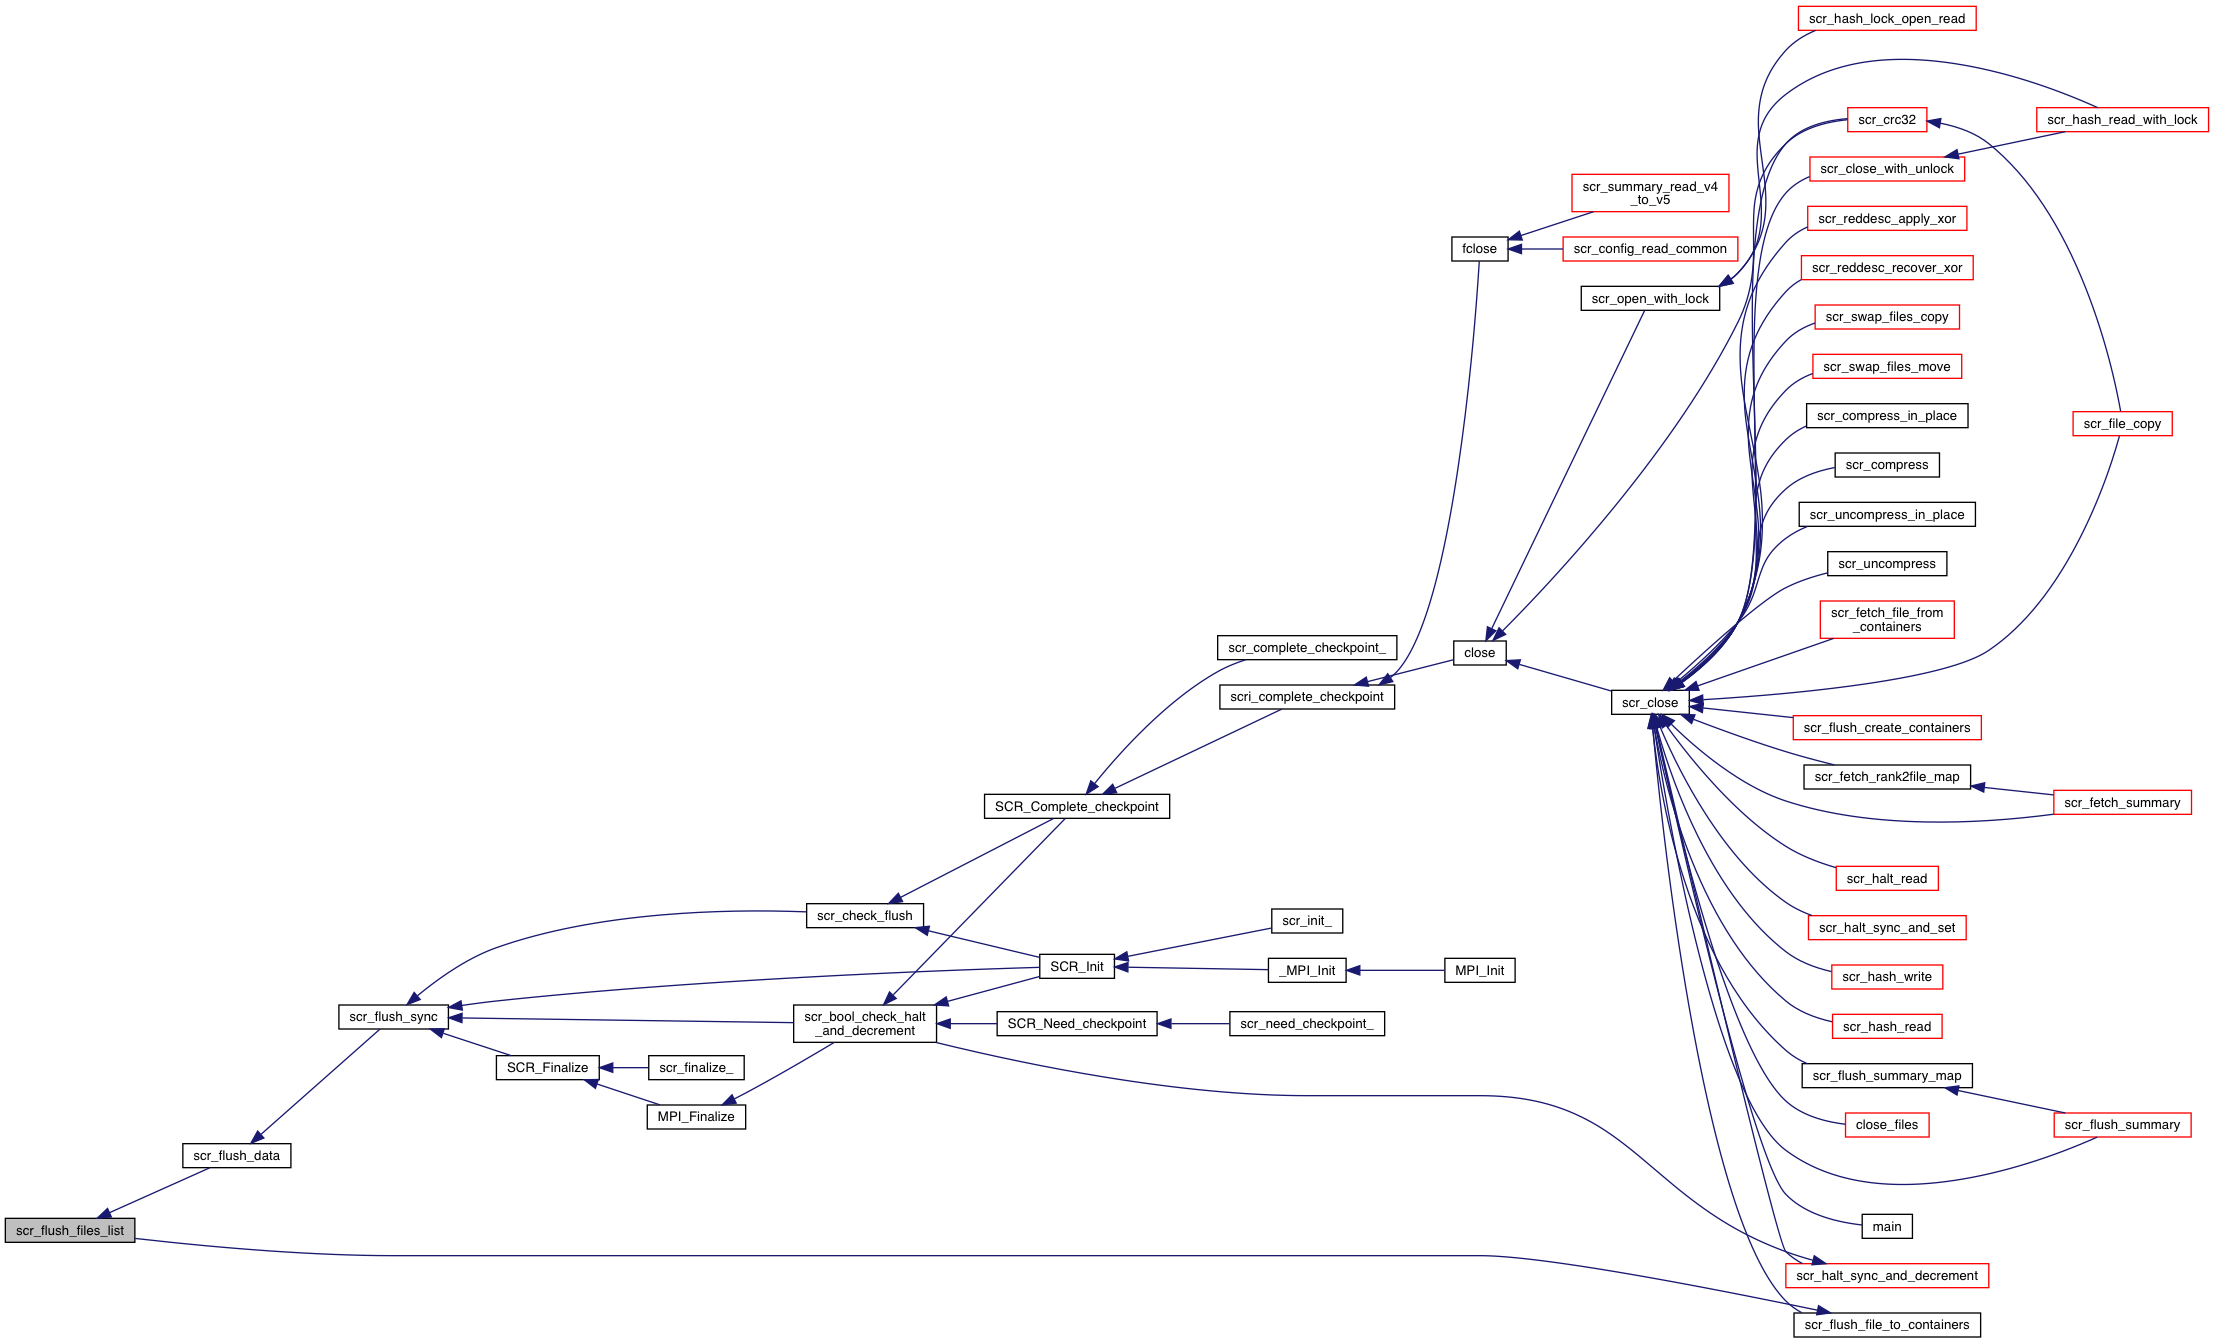 scr_hash_lock_open_read
scr_crc32
scr_hash_read_with_lock
scr_close_with_unlock
scr_summary_read_v4
_to_v5
scr_reddesc_apply_xor
fclose
scr_config_read_common
scr_reddesc_recover_xor
scr_open_with_lock
scr_swap_files_copy
scr_swap_files_move
scr_compress_in_place
scr_file_copy
scr_compress
scr_uncompress_in_place
scr_uncompress
scr_fetch_file_from
_containers
scr_complete_checkpoint_
close
scri_complete_checkpoint
scr_close
scr_flush_create_containers
scr_fetch_rank2file_map
SCR_Complete_checkpoint
scr_fetch_summary
scr_halt_read
scr_check_flush
scr_init_
scr_halt_sync_and_set
SCR_Init
_MPI_Init
MPI_Init
scr_hash_write
scr_flush_sync
scr_bool_check_halt
_and_decrement
SCR_Need_checkpoint
scr_need_checkpoint_
scr_hash_read
SCR_Finalize
scr_finalize_
scr_flush_summary_map
MPI_Finalize
close_files
scr_flush_summary
scr_flush_data
scr_flush_files_list
main
scr_halt_sync_and_decrement
scr_flush_file_to_containers